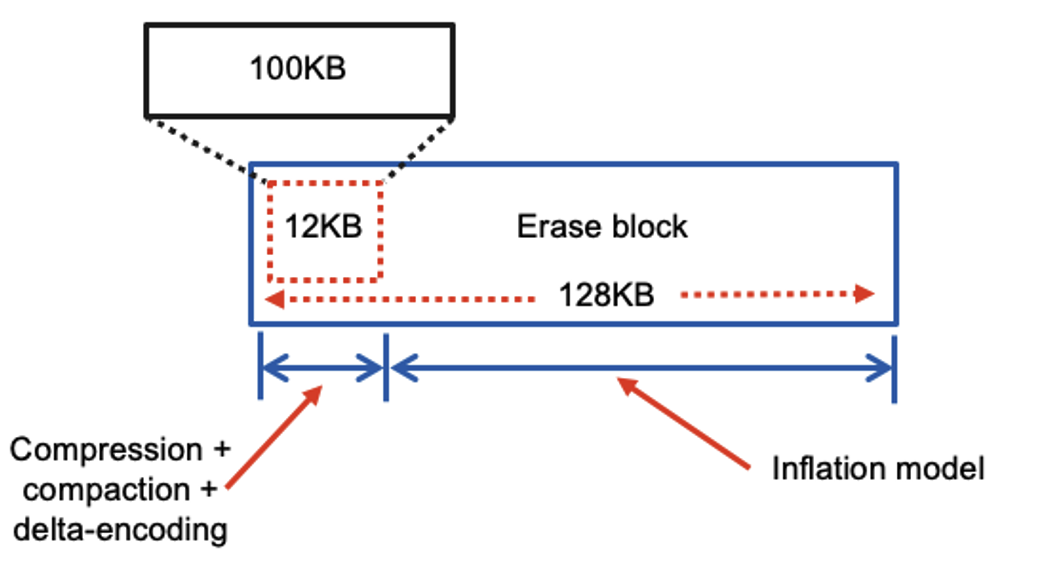 100KB
12KB
Erase block
128KB
Compression +
compaction +
delta-encoding
Inflation model